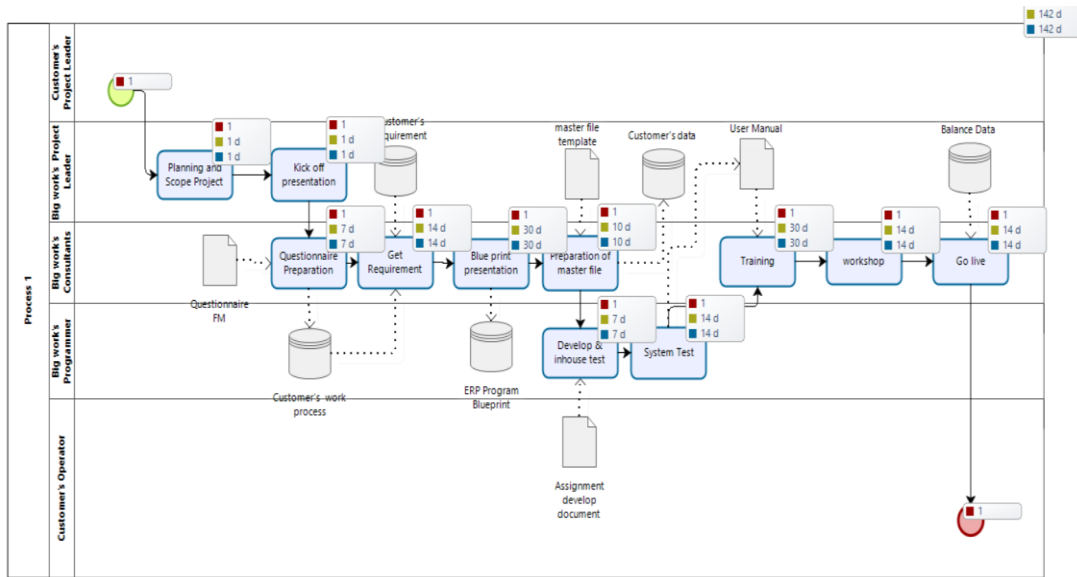 142 d
142 d
Process 1
Customer's
Project Leader
1
Big work's Project
Leader
Planning and
Scope Project
1
1 d
1 d
Kick off
presentation
1
1 d
1 d
ustomer's
quirement
master file
template
Customer's data
User Manual
Balance Data
Big work's
Consultants
Questionnaire
FM
Questionnaire
Preparation
1
7 d
7 d
Get
Requirement
1
14 d
14 d
Blue print
presentation
1
30 d
30 d
Preparation of
master file
1
10 d
10 d
Training
1
30 d
30 d
workshop
1
14 d
14 d
Go live
1
14 d
14 d
Big work's
Programmer
Customer's work
process
ERP Program
Blueprint
Develop &
inhouse test
1
7 d
7 d
System Test
1
14 d
14 d
Customer's Operator
Assignment
develop
document
1